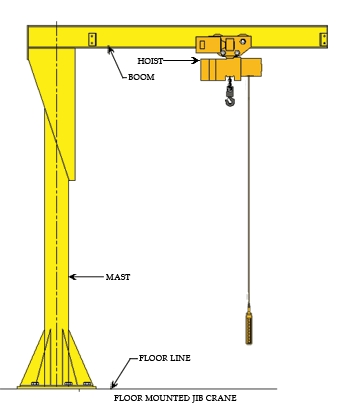 HOIST
BOOM
MAST
FLOOR LINE
FLOOR MOUNTED JIB CRANE